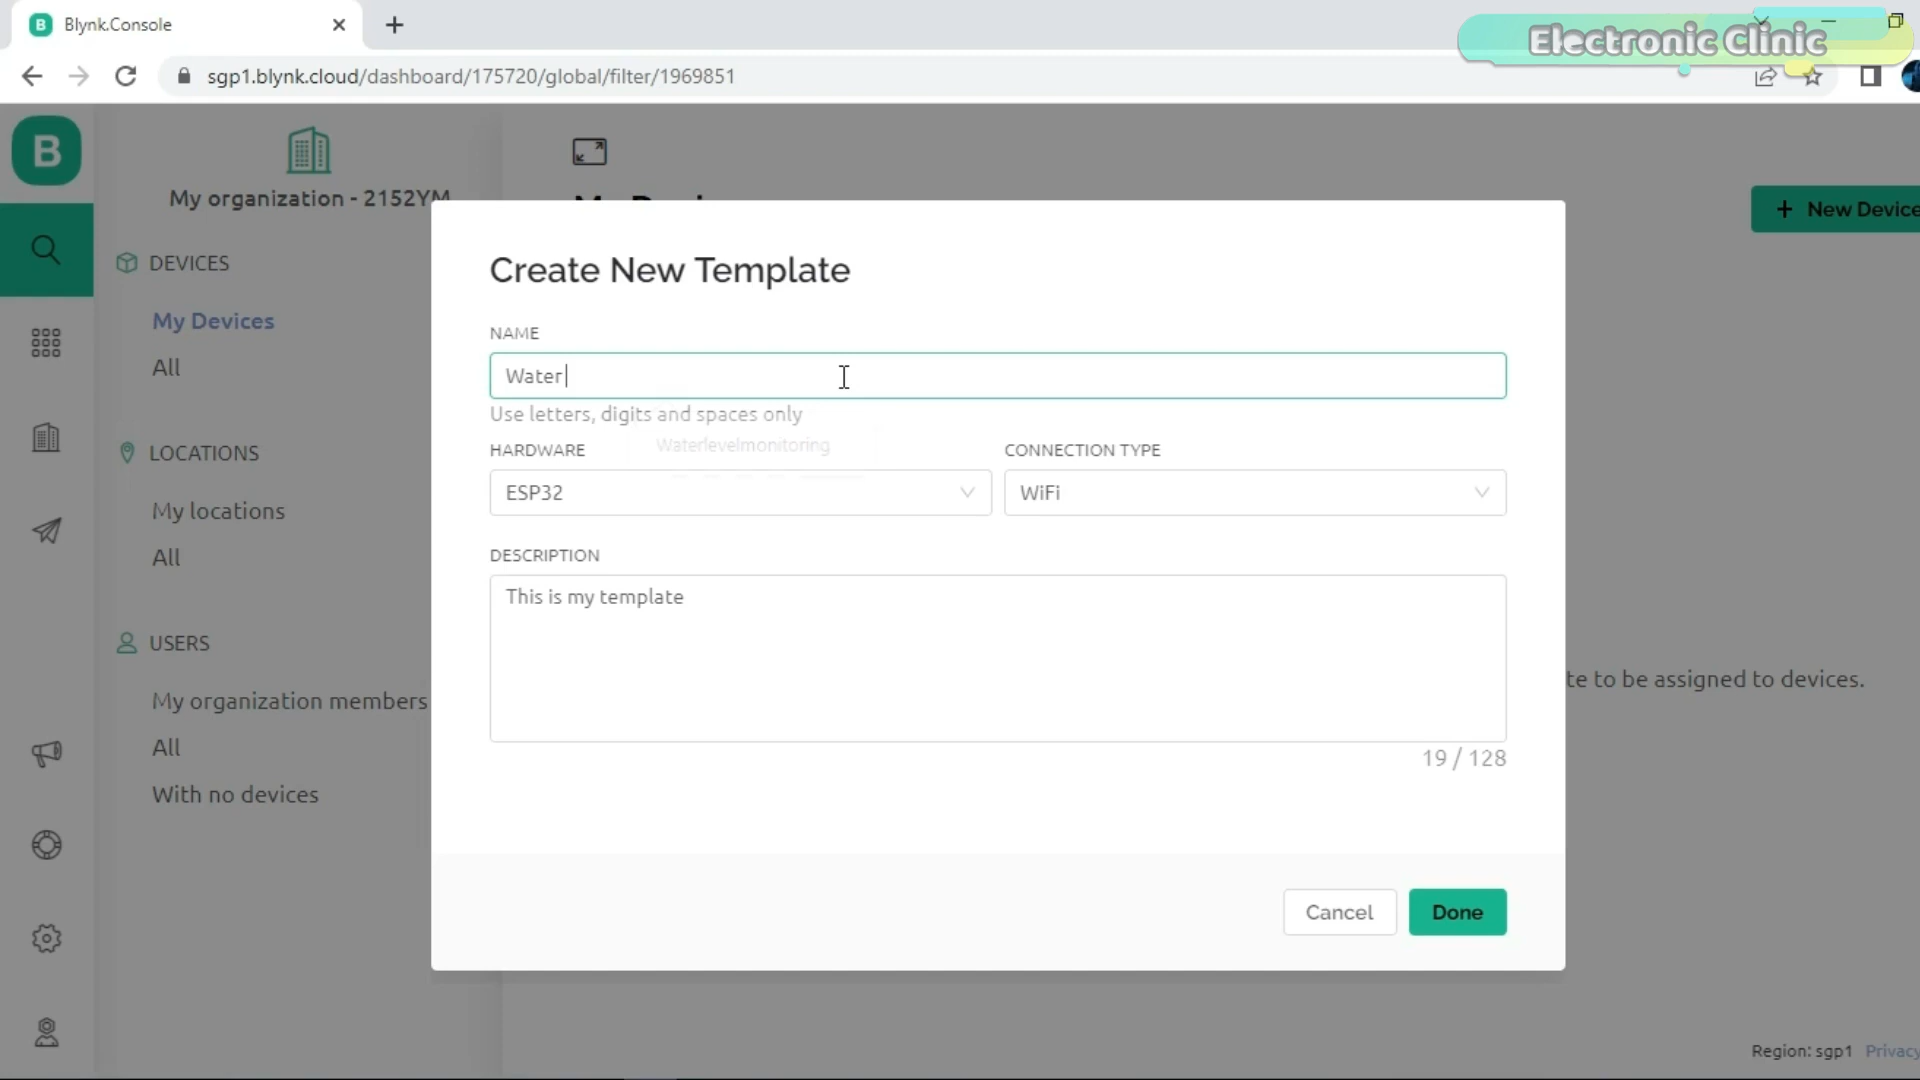 B Blynk.Console
Electronic Clinic
sgp1.blynk.cloud/dashboard/175720/global/filter/1969851
B
My organization - 2152YM
+ New Device
DEVICES
My Devices
All
LOCATIONS
My locations
All
USERS
My organization members
All
With no devices
Create New Template
NAME
Water
Use letters, digits and spaces only
Waterlevelmonitoring
HARDWARE
CONNECTION TYPE
ESP32
WiFi
DESCRIPTION
This is my template
19 / 128
te to be assigned to devices.
Cancel
Done
Region: sgp1 Privacy